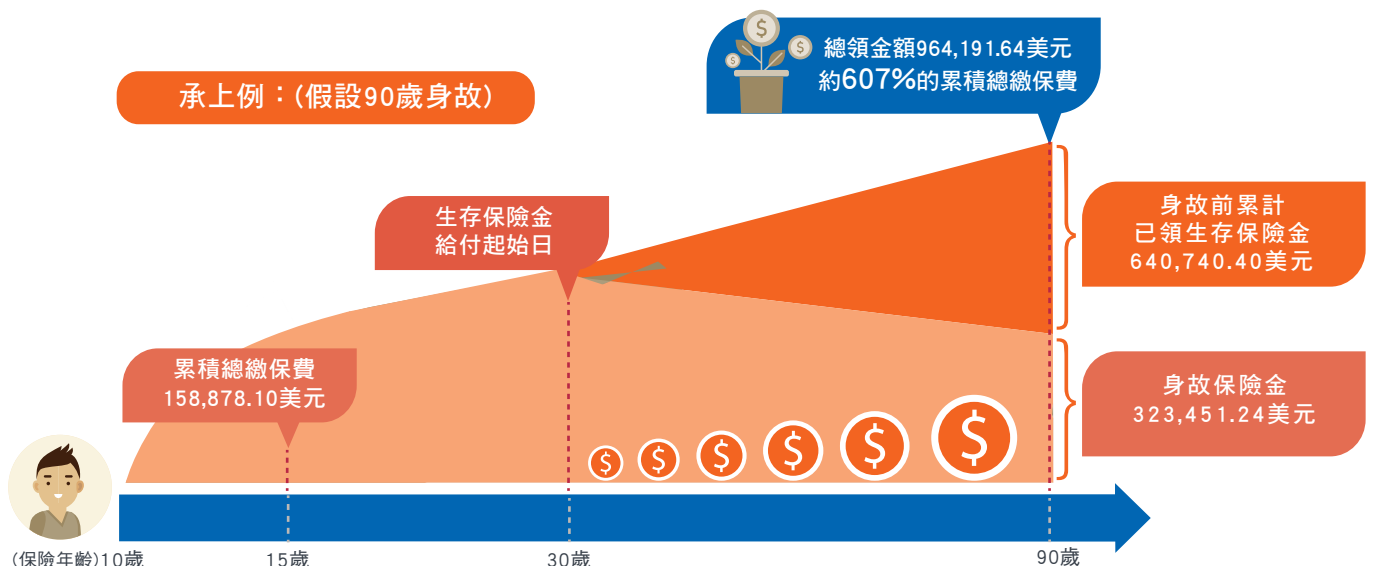 總領金額964,191.64美元
約607%的累積總繳保費
承上例：(假設90歲身故)
生存保險金
給付起始日
身故前累計
已領生存保險金
640,740.40美元
累積總繳保費
158,878.10美元
身故保險金
323,451.24美元
$
$
$
$
$
$
$
$
$
(保險年齡)10歲
15歲
30歲
90歲